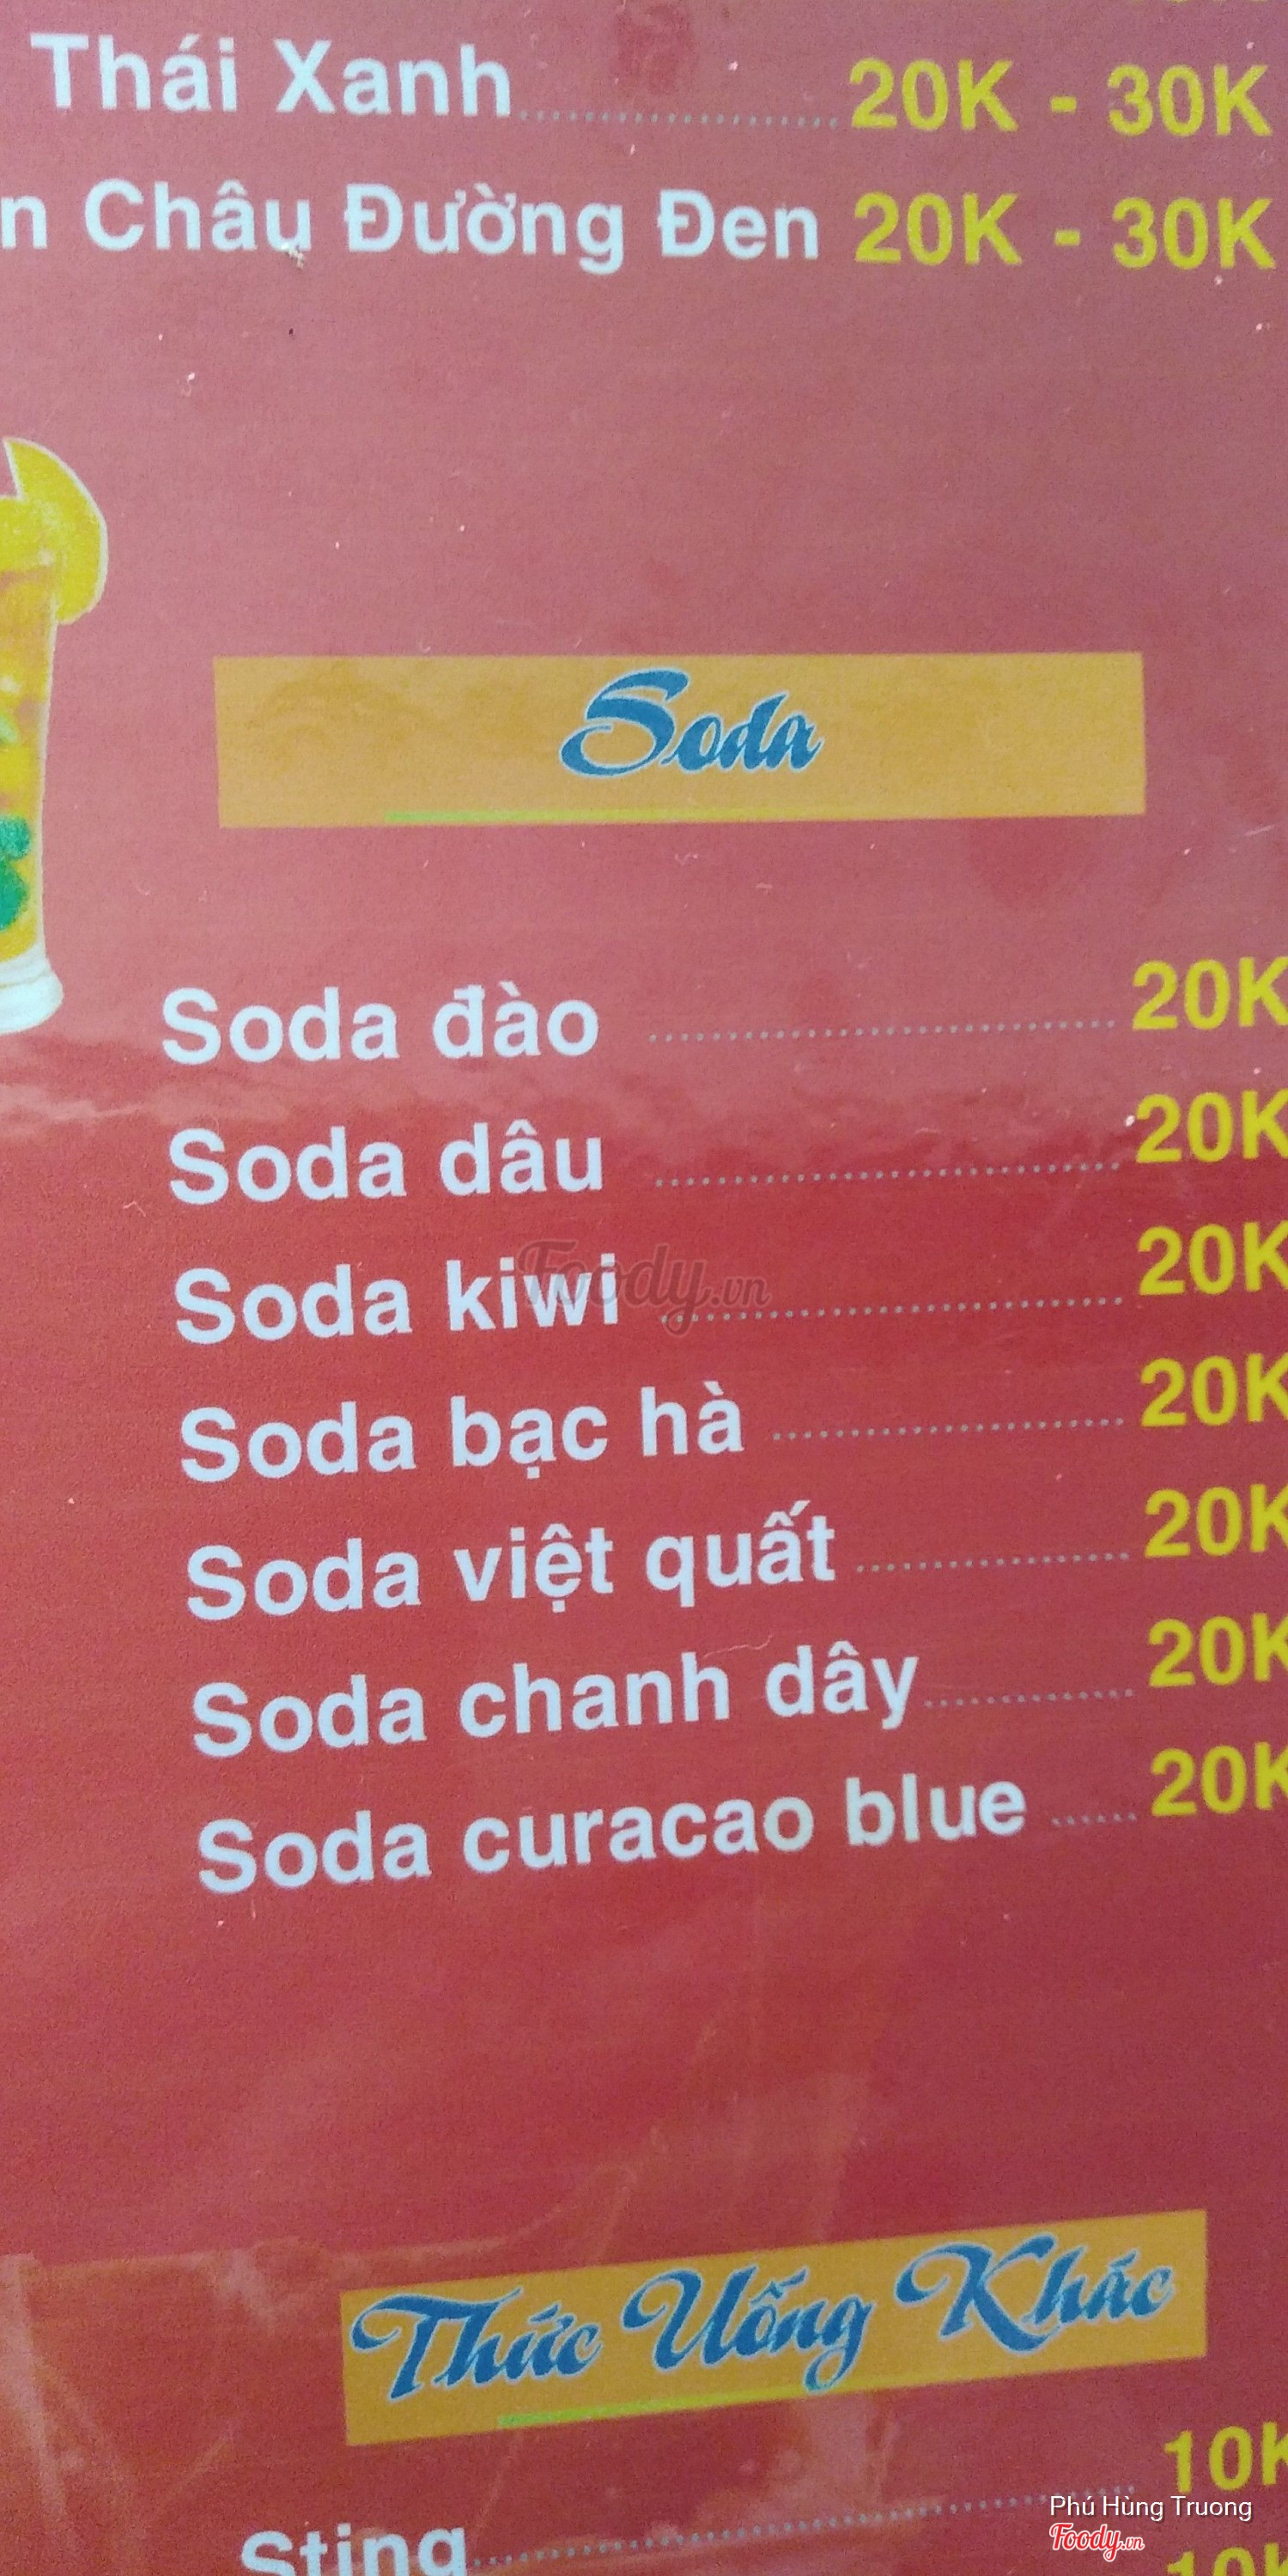 Thái Xanh 20K - 30K
n Châu Đường Đen 20K - 30K
Soda
Soda đào 20K
Soda dâu 20K
Soda kiwi 20K
Foody.vn
Soda bạc hà 20K
Soda việt quất 20K
Soda chanh dây 20K
Soda curacao blue 20K
Thức Uống Khác
10K
Phú Hùng Truong
Sting
Foody.vn